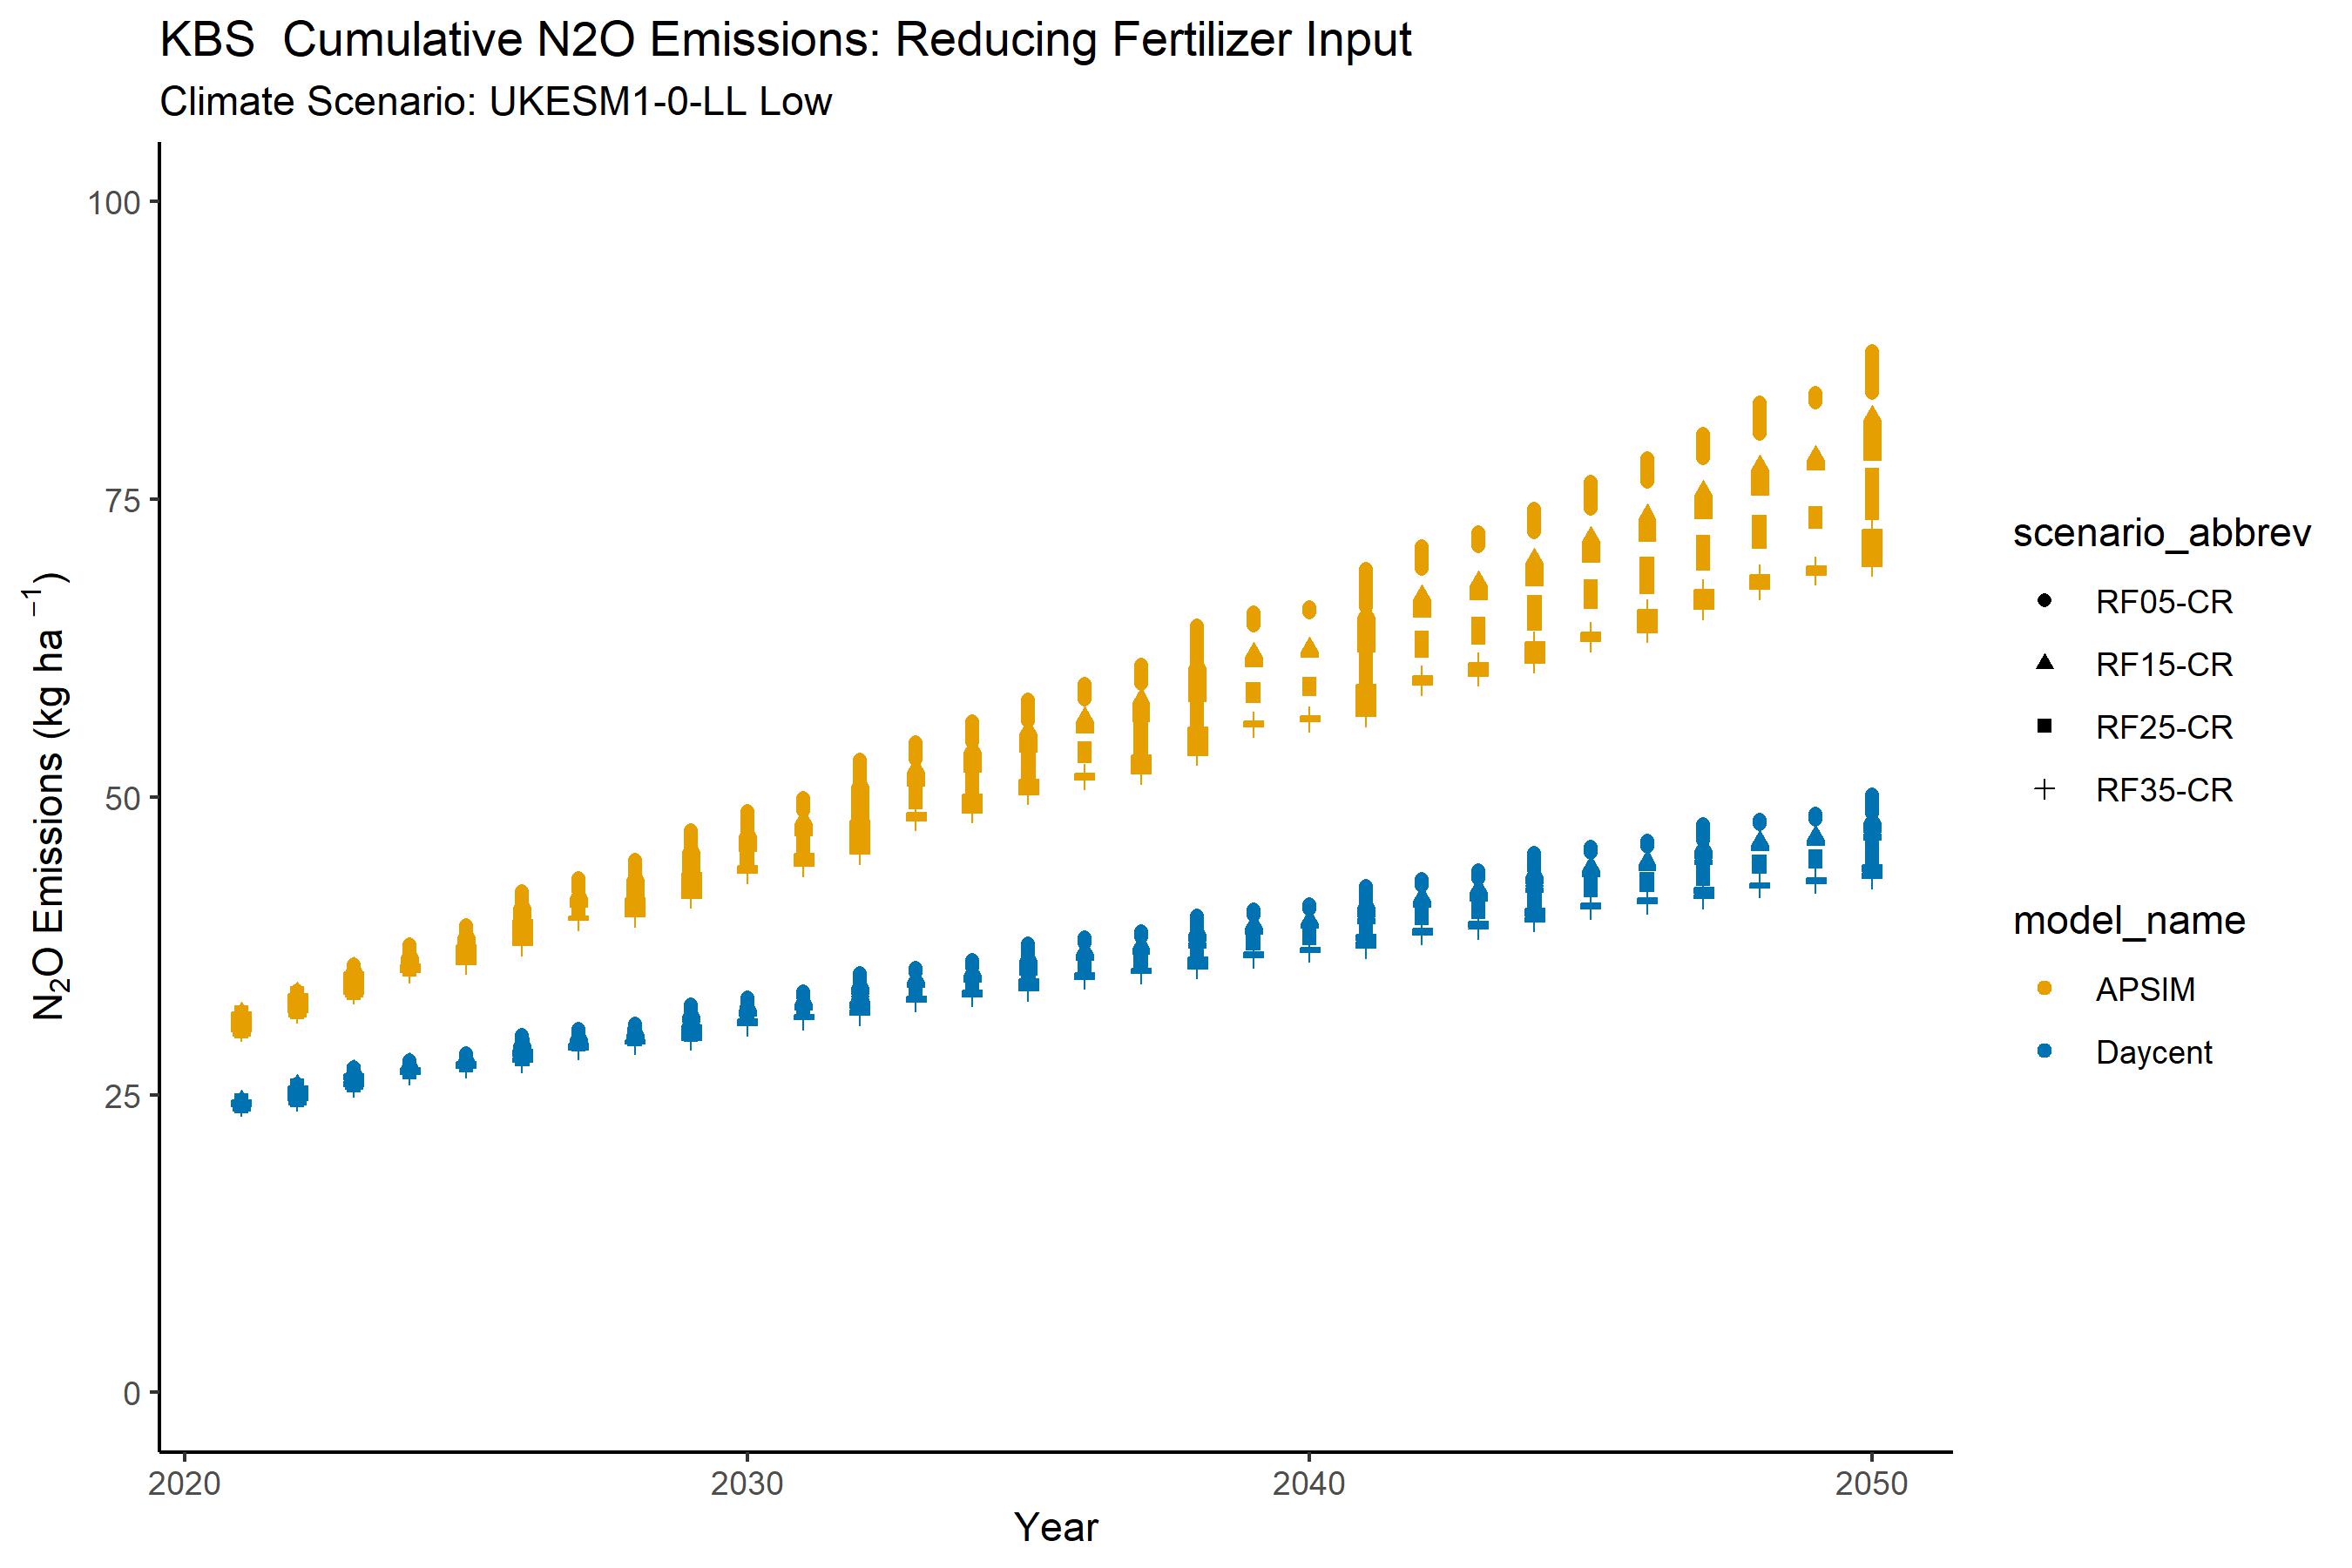 KBS  Cumulative N2O Emissions: Reducing Fertilizer Input
Climate Scenario: UKESM1-0-LL Low
N₂O Emissions (kg ha ⁻¹)
100
75
50
25
0
2020
2030
2040
2050
Year
scenario_abbrev
RF05-CR
RF15-CR
RF25-CR
RF35-CR
model_name
APSIM
Daycent